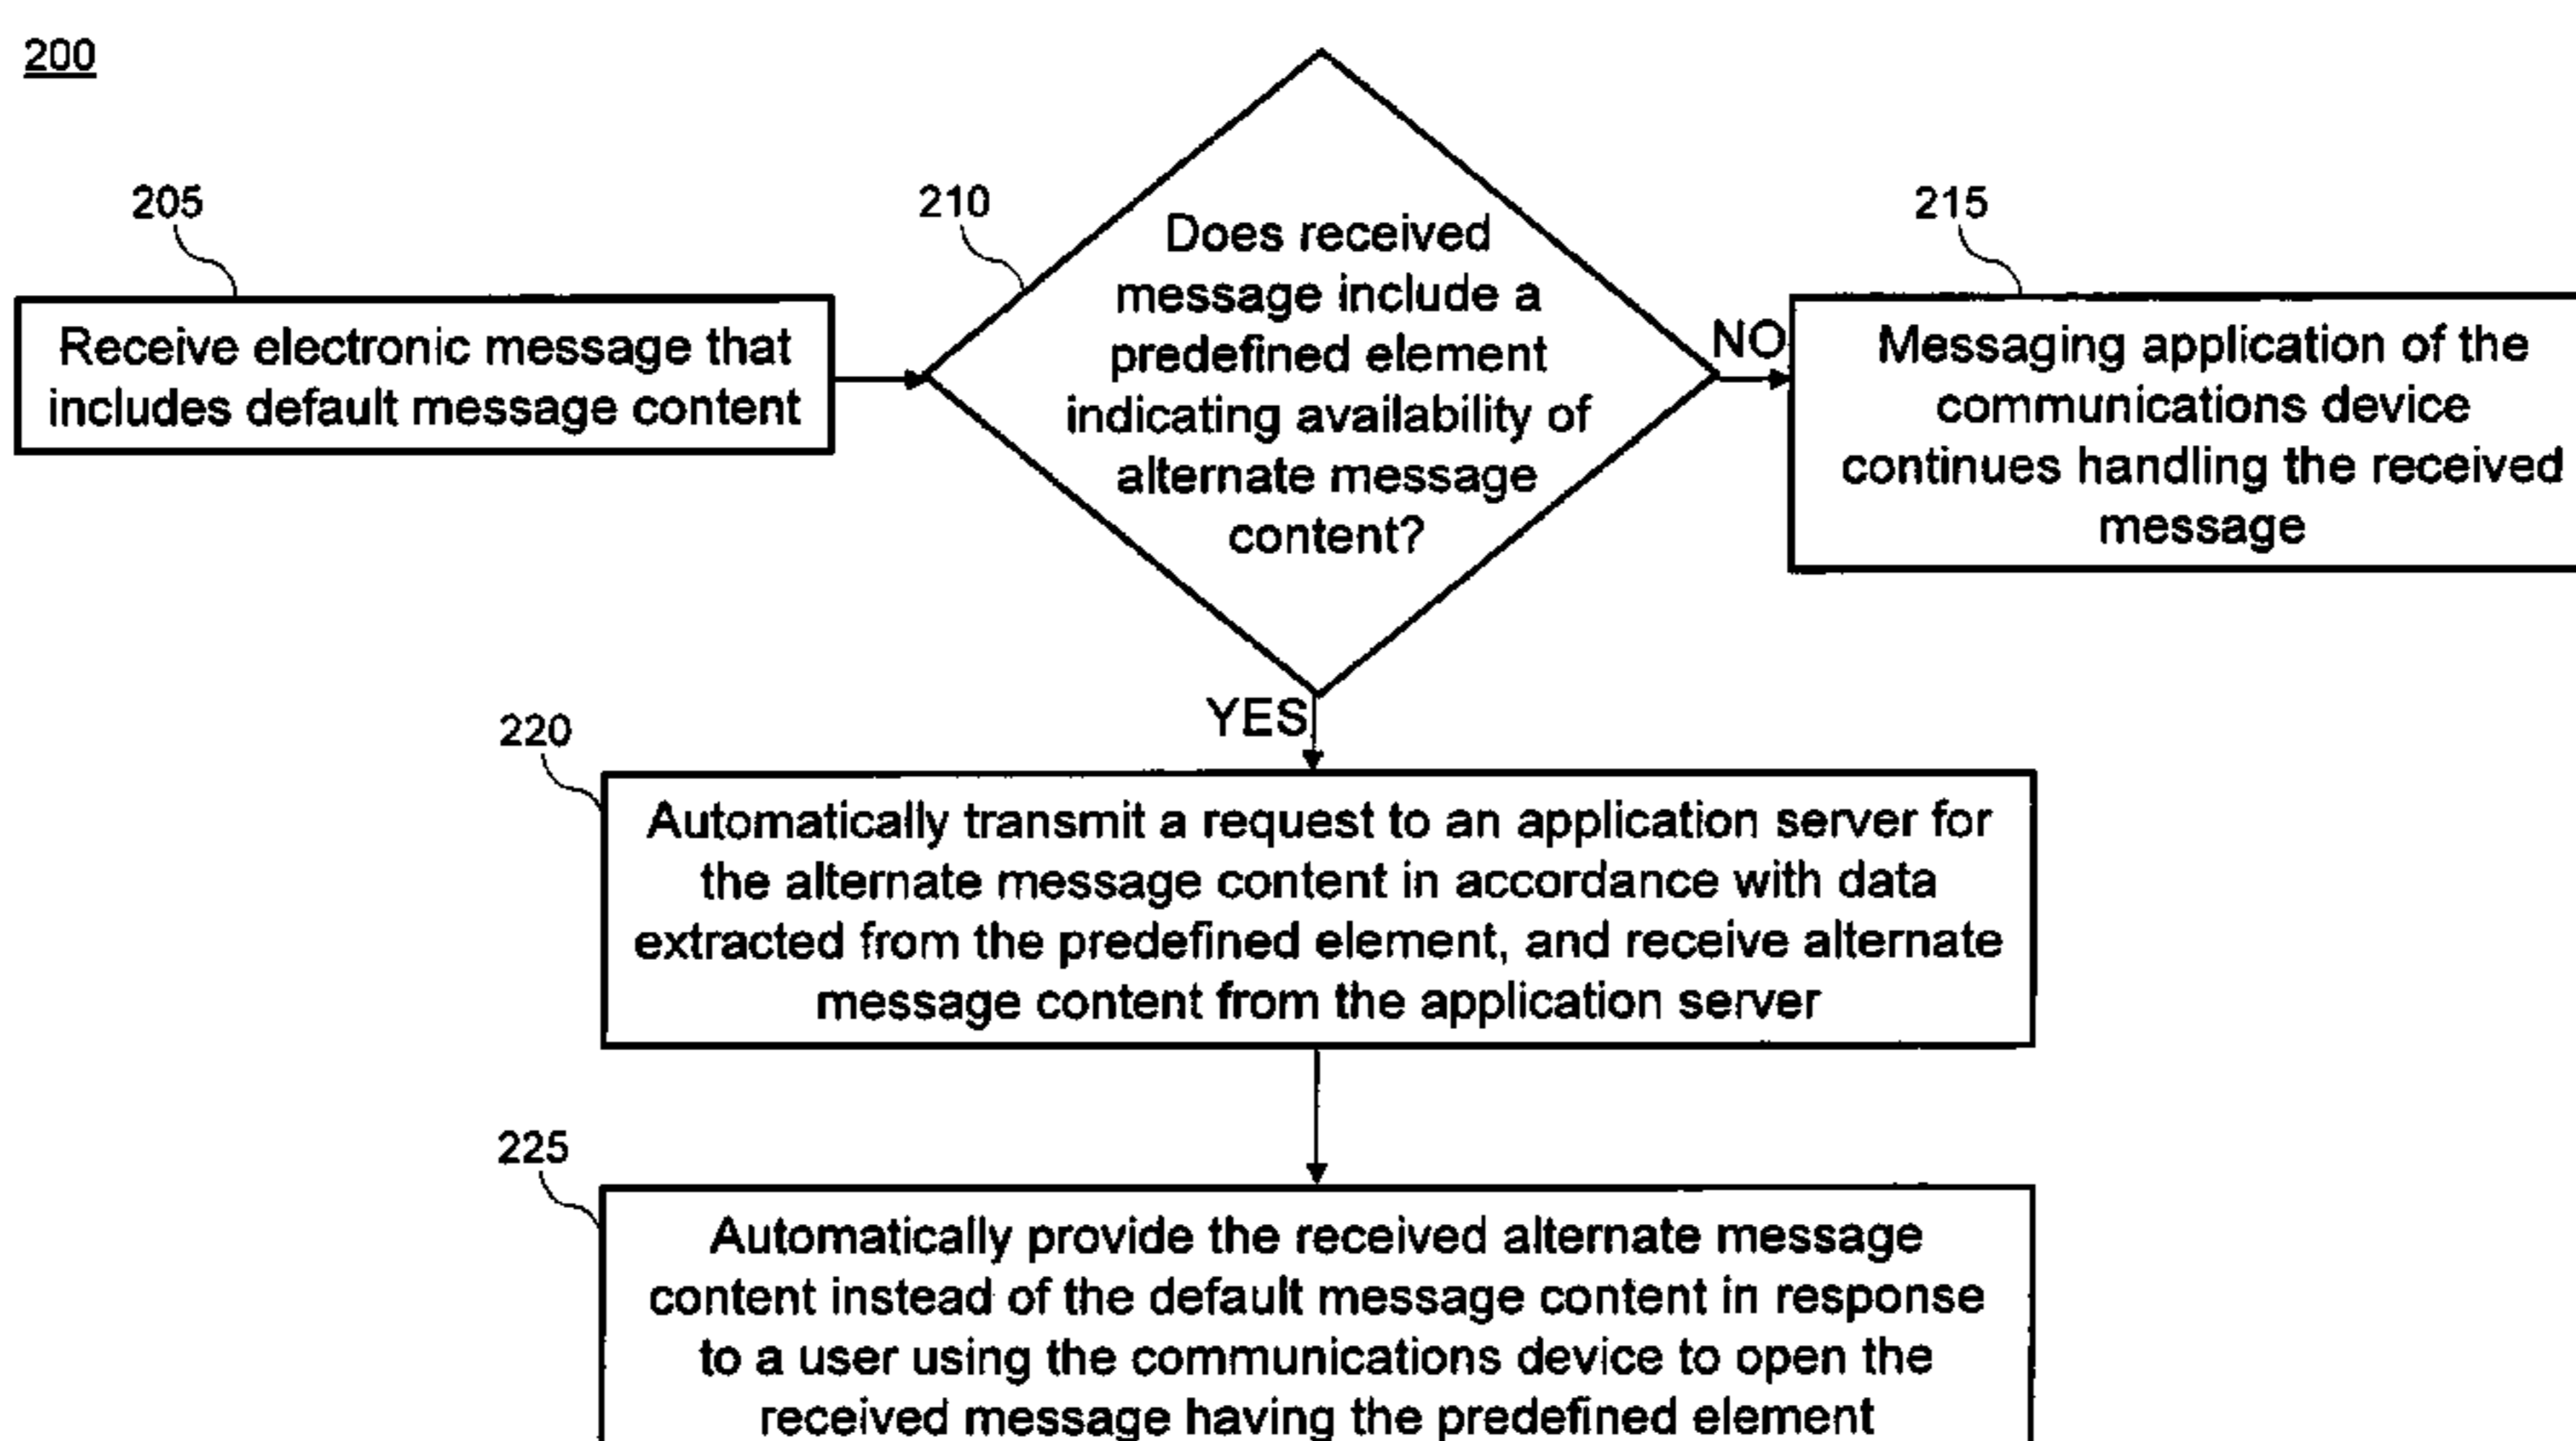 200
205
Receive electronic message that
includes default message content
210
Does received
message include a
predefined element
indicating availability of
alternate message
content?
NO
215
Messaging application of the
communications device
continues handling the received
message
YES
220
Automatically transmit a request to an application server for
the alternate message content in accordance with data
extracted from the predefined element, and receive alternate
message content from the application server
225
Automatically provide the received alternate message
content instead of the default message content in response
to a user using the communications device to open the
received message having the predefined element